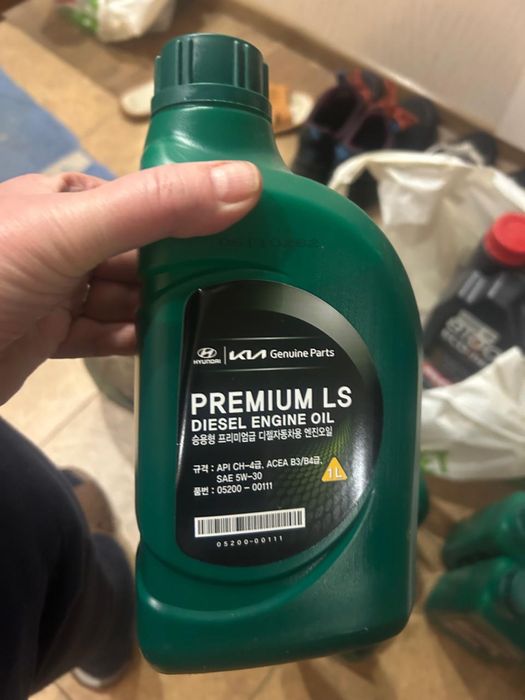 HYUNDAI KIA Genuine Parts
PREMIUM LS
DIESEL ENGINE OIL
승용형 프리미엄급 디젤자동차용 엔진오일
규격 : API CH-4급, ACEA B3/B4급,
SAE 5W-30
품번 : 05200 - 00111
1L
05200-00111